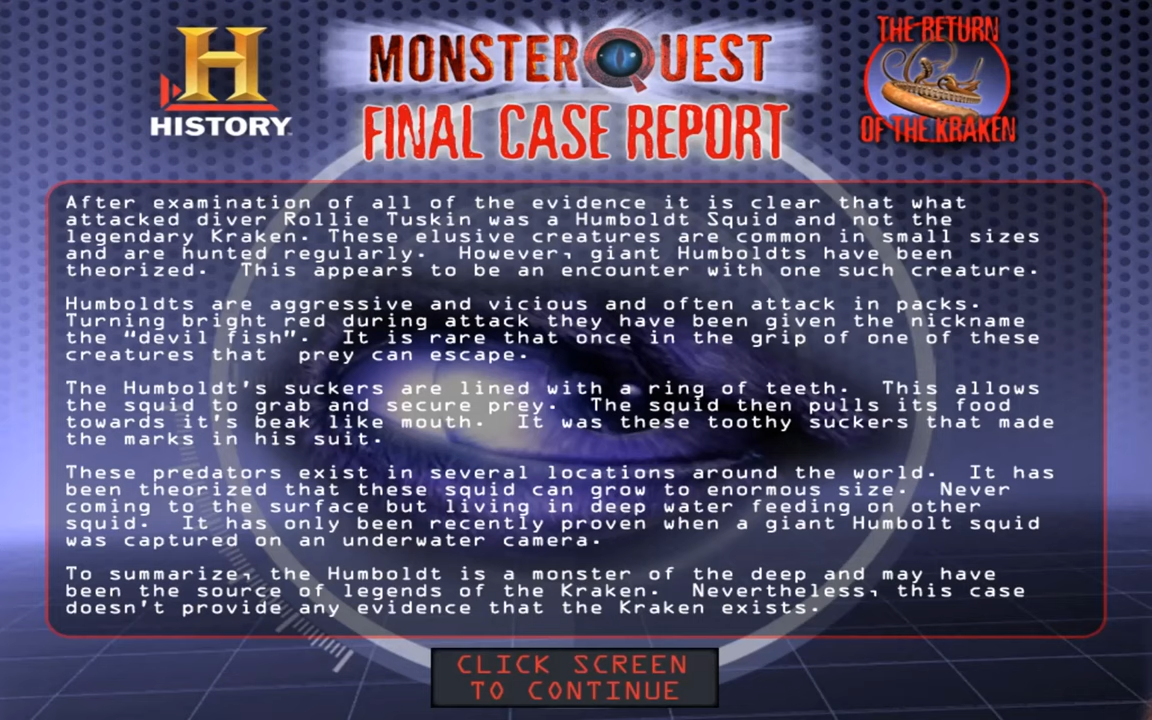 HISTORY
MONSTERQUEST
FINAL CASE REPORT
THE RETURN
OF THE KRAKEN
After examination of all of the evidence it is clear that what
attacked diver Rollie Tuskin was a Humboldt Squid and not the
legendary Kraken. These elusive creatures are common in small sizes
and are hunted regularly.  However, giant Humboldts have been
theorized.  This appears to be an encounter with one such creature.
Humboldts are aggressive and vicious and often attack in packs.
Turning bright red during attack they have been given the nickname
the "devil fish".  It is rare that once in the grip of one of these
creatures that  prey can escape.
The Humboldt's suckers are lined with a ring of teeth.  This allows
the squid to grab and secure prey.  The squid then pulls its food
towards it's beak like mouth.  It was these toothy suckers that made
the marks in his suit.
These predators exist in several locations around the world.  It has
been theorized that these squid can grow to enormous size.  Never
coming to the surface but living in deep water feeding on other
squid.  It has only been recently proven when a giant Humbolt squid
was captured on an underwater camera.
To summarize, the Humboldt is a monster of the deep and may have
been the source of legends of the Kraken.  Nevertheless, this case
doesn't provide any evidence that the Kraken exists.
CLICK SCREEN
TO CONTINUE